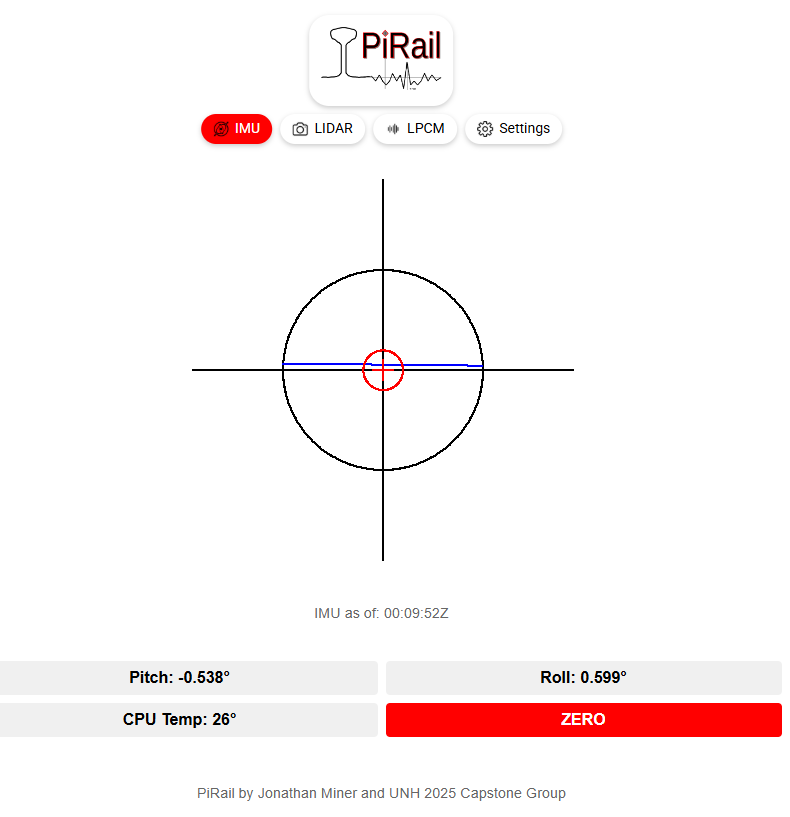 PiRail
IMU
LIDAR
LPCM
Settings
IMU as of: 00:09:52Z
Pitch: -0.538°
Roll: 0.599°
CPU Temp: 26°
ZERO
PiRail by Jonathan Miner and UNH 2025 Capstone Group